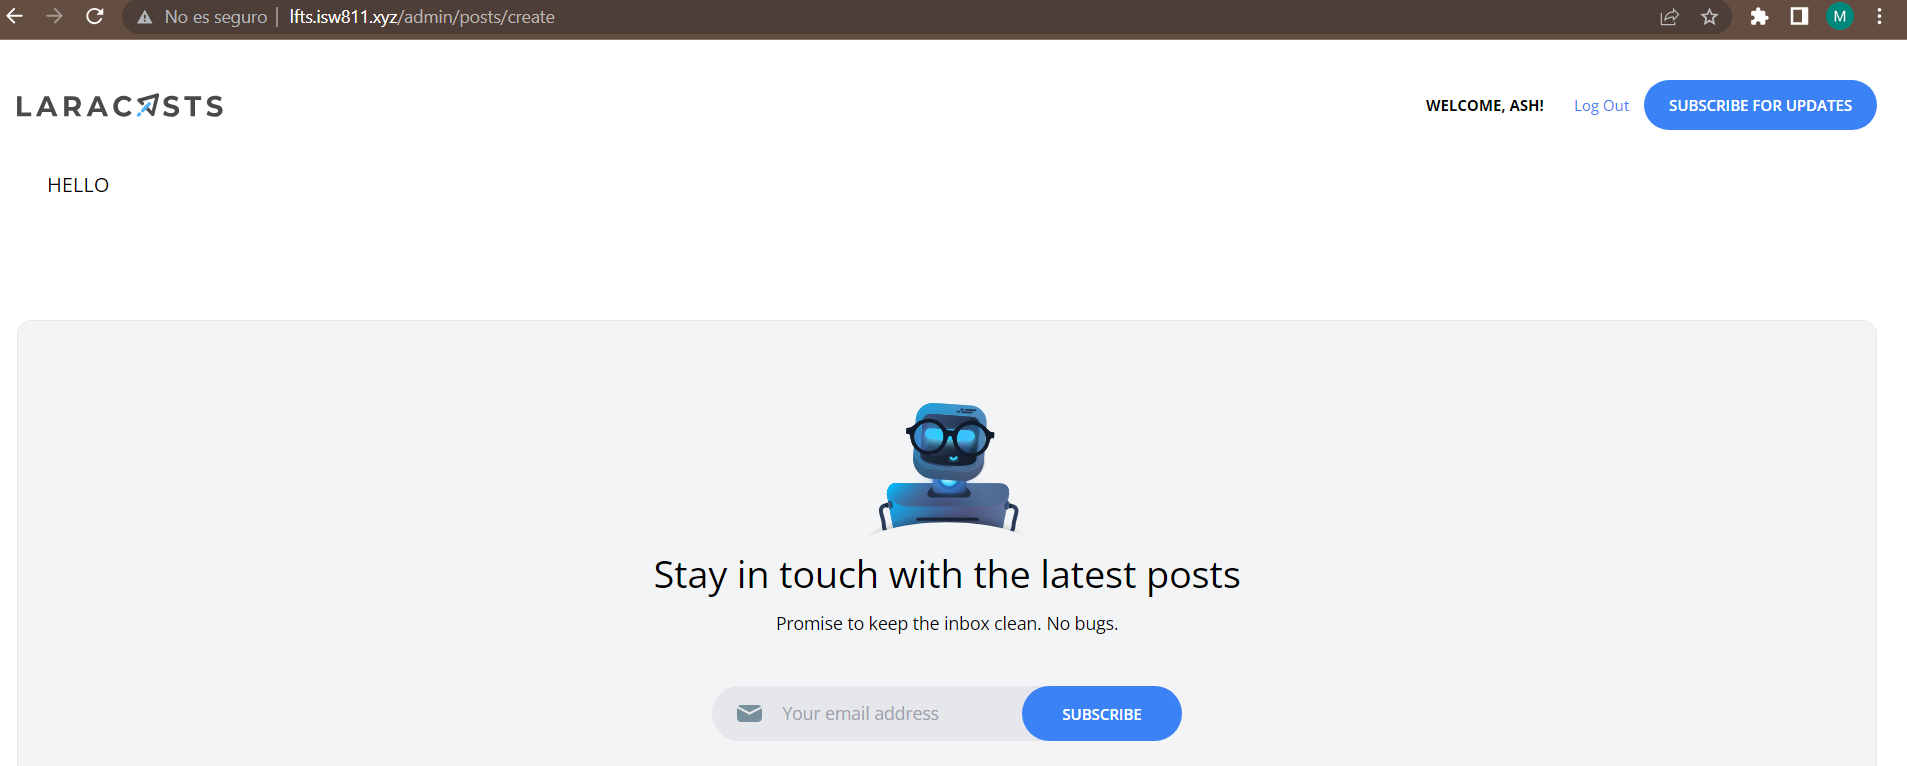 No es seguro | lfts.isw811.xyz/admin/posts/create
M
LARACASTS
WELCOME, ASH! Log Out SUBSCRIBE FOR UPDATES
HELLO
Stay in touch with the latest posts
Promise to keep the inbox clean. No bugs.
Your email address SUBSCRIBE